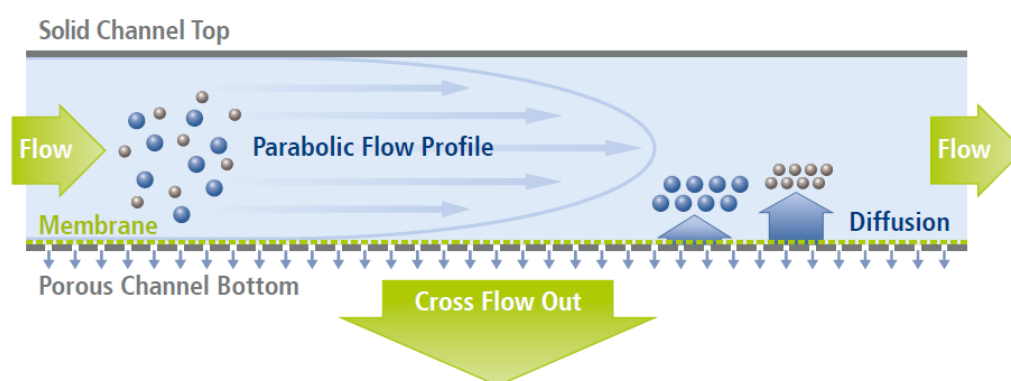 Solid Channel Top
Flow
Parabolic Flow Profile
Flow
Membrane
Diffusion
Porous Channel Bottom
Cross Flow Out